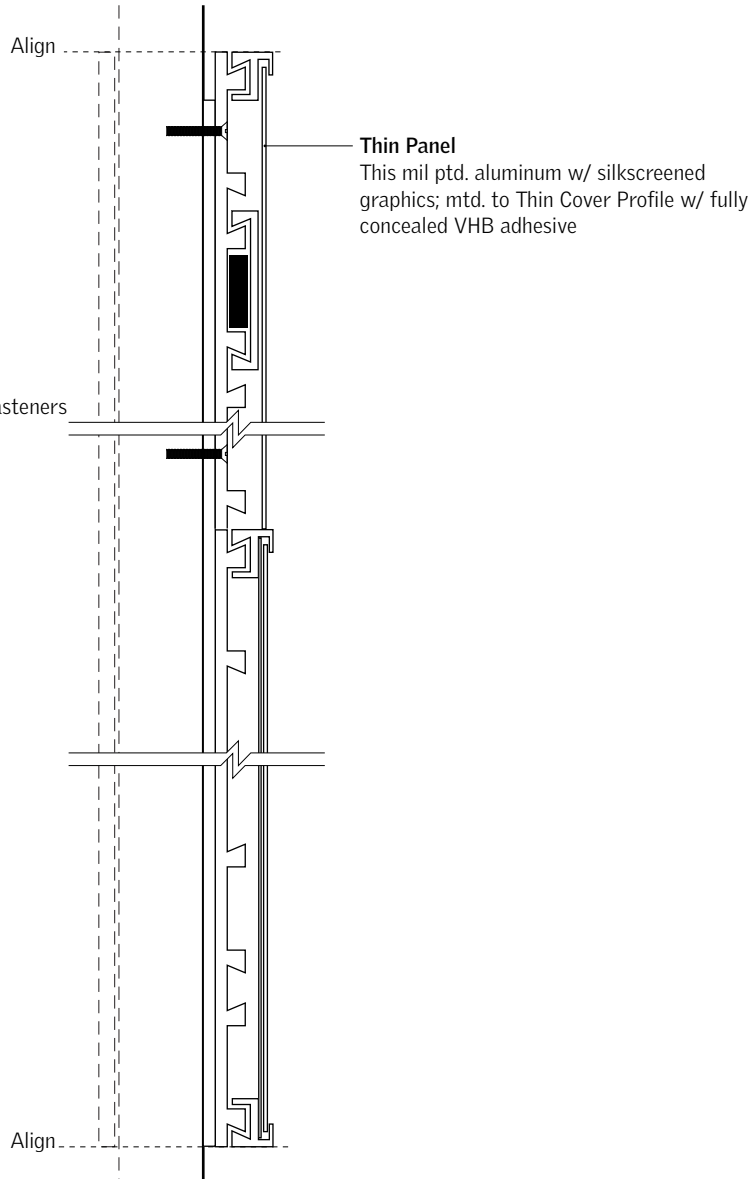 Align
Thin Panel
This mil ptd. aluminum w/ silkscreened
graphics; mtd. to Thin Cover Profile w/ fully
concealed VHB adhesive
asteners
Align